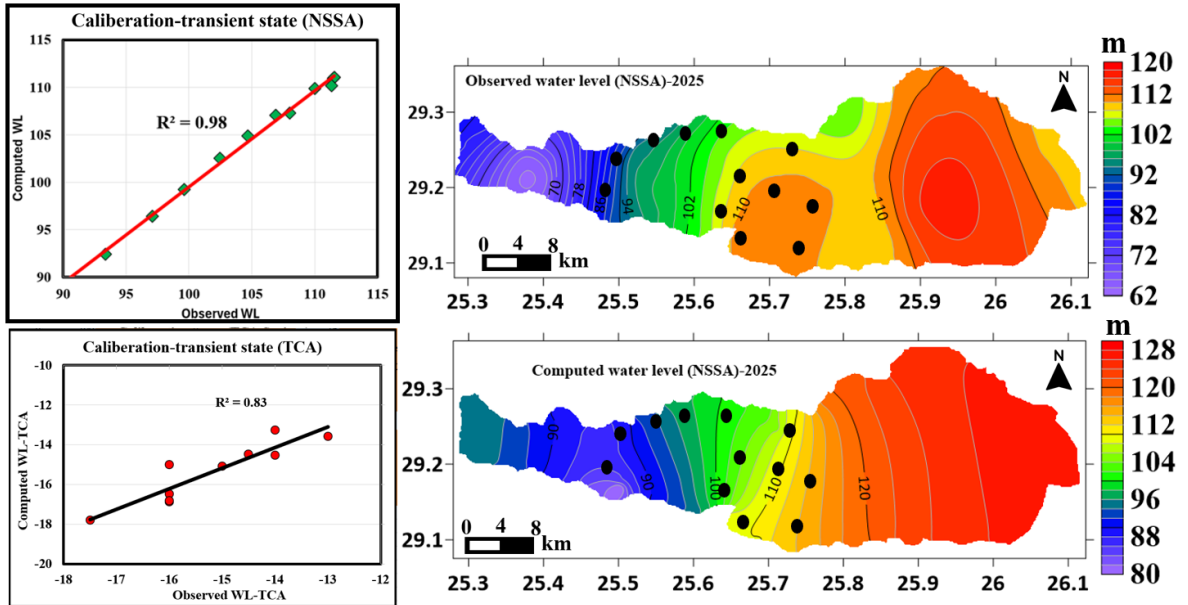 Caliberation-transient state (NSSA)
115
110
105
100
95
90
Computed WL
R² = 0.98
90 95 100 105 110 115
Observed WL
Observed water level (NSSA)-2025
N
29.3
29.2
29.1
70
78
86
94
102
110
110
0 4 8
km
25.3 25.4 25.5 25.6 25.7 25.8 25.9 26 26.1
m
120
112
102
92
82
72
62
Caliberation-transient state (TCA)
-10
-12
-14
-16
-18
-20
Computed WL-TCA
R² = 0.83
-18 -17 -16 -15 -14 -13 -12
Observed WL-TCA
Computed water level (NSSA)-2025
N
29.3
29.2
29.1
90
90
100
110
120
0 4 8
km
25.3 25.4 25.5 25.6 25.7 25.8 25.9 26 26.1
m
128
120
112
104
96
88
80